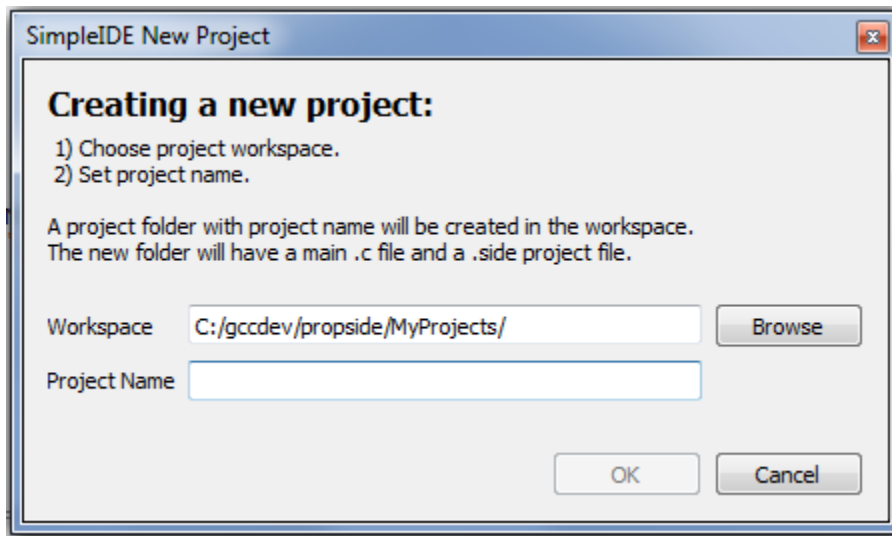 SimpleIDE New Project
Creating a new project:
1) Choose project workspace.
2) Set project name.
A project folder with project name will be created in the workspace.
The new folder will have a main .c file and a .side project file.
Workspace C:/gccdev/propside/MyProjects/ Browse
Project Name
OK Cancel